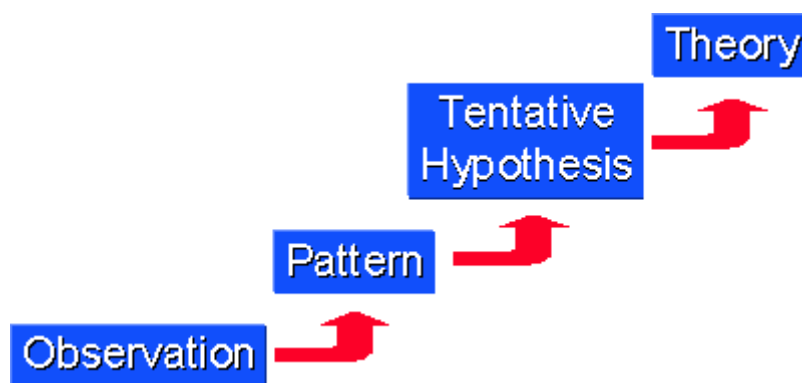 Theory
Tentative
Hypothesis
Pattern
Observation